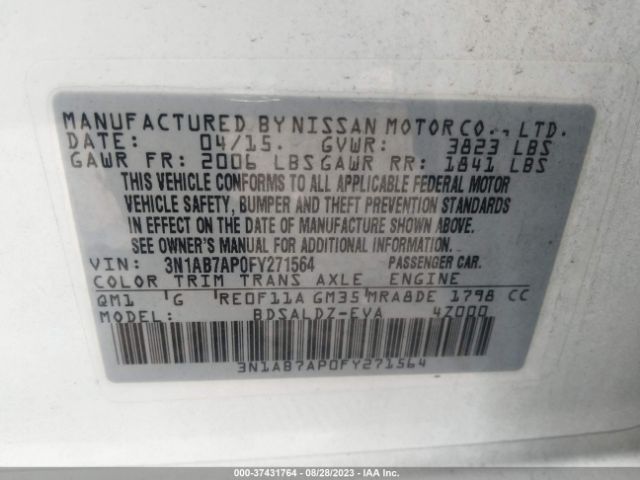 MANUFACTURED BY NISSAN MOTOR CO., LTD.
DATE: 04/15. GVWR: 3823 LBS
GAWR FR: 2006 LBS GAWR RR: 1841 LBS
THIS VEHICLE CONFORMS TO ALL APPLICABLE FEDERAL MOTOR
VEHICLE SAFETY, BUMPER AND THEFT PREVENTION STANDARDS
IN EFFECT ON THE DATE OF MANUFACTURE SHOWN ABOVE.
SEE OWNER'S MANUAL FOR ADDITIONAL INFORMATION.
VIN: 3N1AB7AP0FY271564 PASSENGER CAR.
COLOR TRIM TRANS AXLE ENGINE
QM1 G RE0F11A GM35 MRA8DE 1798 CC
MODEL: BDSALDZ-EVA 4Z000
3N1AB7AP0FY271564
000-37431764 | 08/28/2023 - IAA Inc.